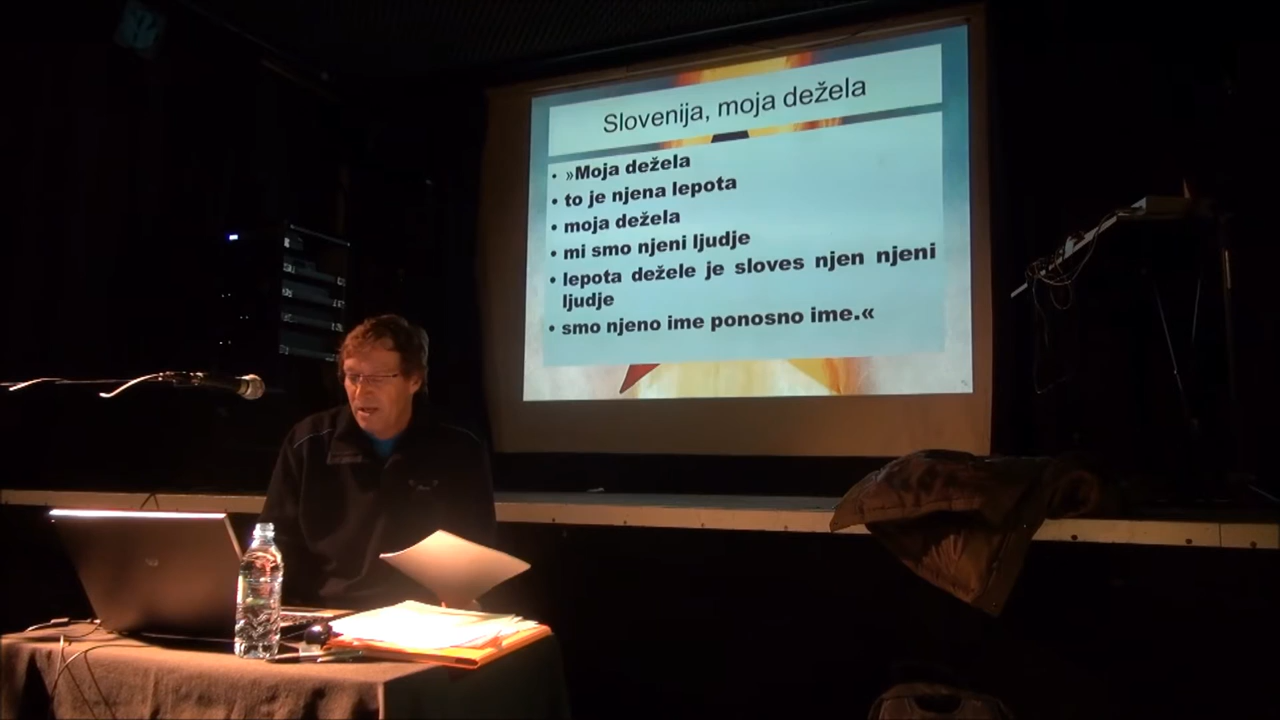 Slovenija, moja dežela
• »Moja dežela
• to je njena lepota
• moja dežela
• mi smo njeni ljudje
• lepota dežele je sloves njen njeni
ljudje
• smo njeno ime ponosno ime.«